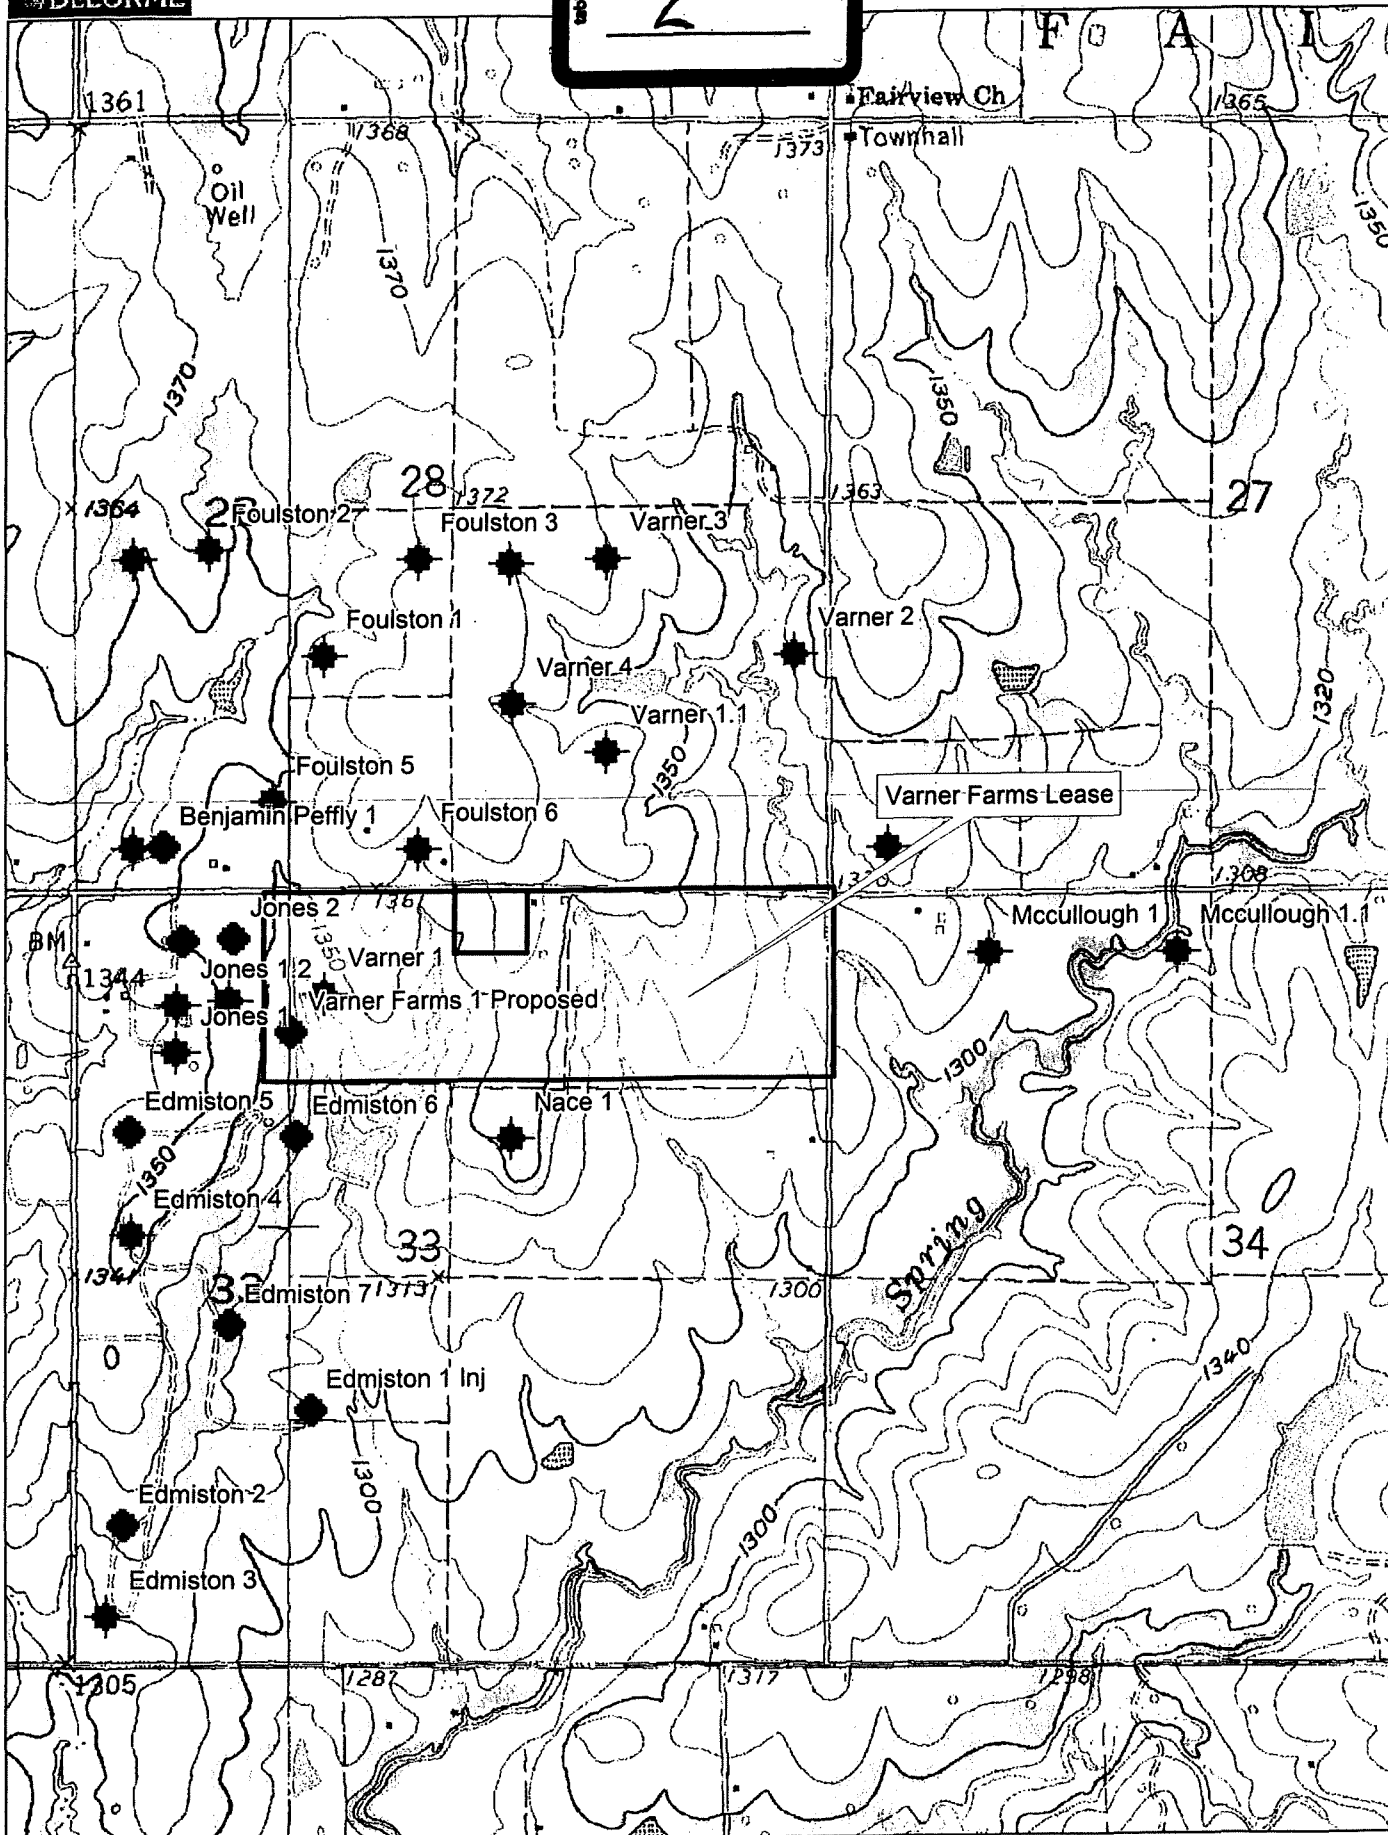 DELORME
2
F A I
1361
Fairview Ch
1365
1368
1373
Townhall
Oil
Well
1370
1350
1370
1350
28
1372
1363
27
1364
Foulston 2
Foulston 3
Varner 3
Foulston 1
Varner 2
Varner 4
1320
Varner 1.1
Foulston 5
1350
Varner Farms Lease
Benjamin Peffly 1
Foulston 6
1308
Jones 2
Mccullough 1
Mccullough 1.1
BM
1350
Varner 1
1344
Jones 1.2
Varner Farms 1 Proposed
Jones 1
1300
Edmiston 5
Edmiston 6
Nace 1
1350
Edmiston 4
Spring
33
34
1341
1306
Edmiston 7
1313
1340
Edmiston 1 Inj
1300
Edmiston 2
1300
Edmiston 3
1305
1287
1317
1298